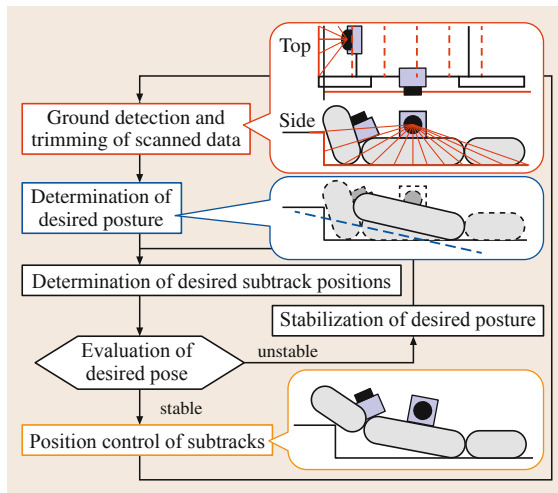 Top
Side
Ground detection and
trimming of scanned data
Determination of
desired posture
Determination of desired subtrack positions
Stabilization of desired posture
Evaluation of
desired pose
unstable
stable
Position control of subtracks